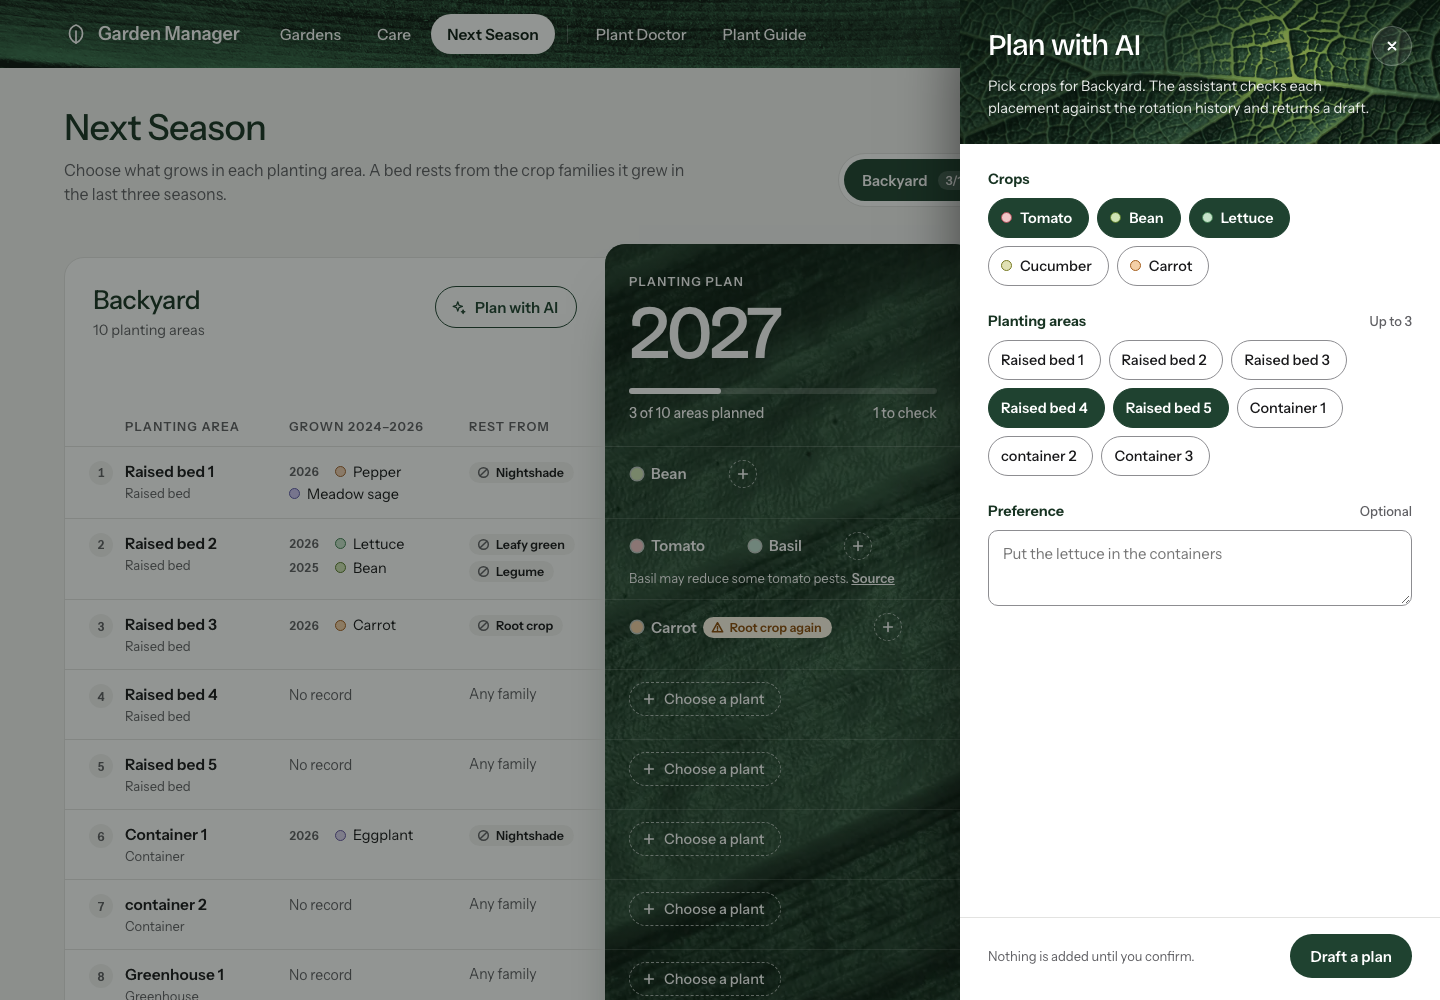 Garden Manager
Gardens
Care
Next Season
Plant Doctor
Plant Guide
Next Season
Choose what grows in each planting area. A bed rests from the crop families it grew in
the last three seasons.
Backyard
Backyard
10 planting areas
Plan with AI
PLANTING AREA
GROWN 2024–2026
REST FROM
PLANTING PLAN
2027
3 of 10 areas planned
1 to check
1
Raised bed 1
Raised bed
2026 Pepper
Meadow sage
Nightshade
Bean
2
Raised bed 2
Raised bed
2026 Lettuce
2025 Bean
Leafy green
Legume
Tomato
Basil
Basil may reduce some tomato pests. Source
3
Raised bed 3
Raised bed
2026 Carrot
Root crop
Carrot
Root crop again
4
Raised bed 4
Raised bed
No record
Any family
Choose a plant
5
Raised bed 5
Raised bed
No record
Any family
Choose a plant
6
Container 1
Container
2026 Eggplant
Nightshade
Choose a plant
7
container 2
Container
No record
Any family
Choose a plant
8
Greenhouse 1
Greenhouse
No record
Any family
Choose a plant
Plan with AI
Pick crops for Backyard. The assistant checks each
placement against the rotation history and returns a draft.
Crops
Tomato
Bean
Lettuce
Cucumber
Carrot
Planting areas
Up to 3
Raised bed 1
Raised bed 2
Raised bed 3
Raised bed 4
Raised bed 5
Container 1
container 2
Container 3
Preference
Optional
Put the lettuce in the containers
Nothing is added until you confirm.
Draft a plan